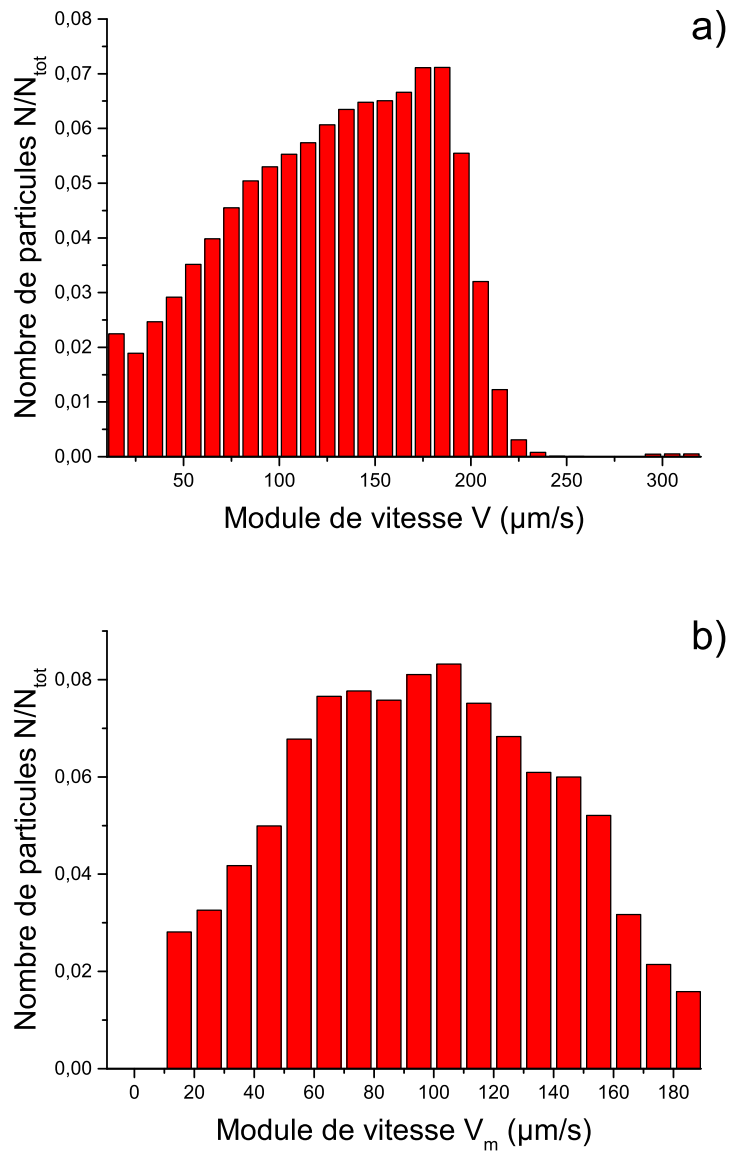 a)
0,08
0,07
0,06
0,05
0,04
0,03
0,02
0,01
0,00
Nombre de particules N/Ntot
50 100 150 200 250 300
Module de vitesse V (µm/s)
b)
0,08
0,06
0,04
0,02
0,00
Nombre de particules N/Ntot
0 20 40 60 80 100 120 140 160 180
Module de vitesse Vm (µm/s)